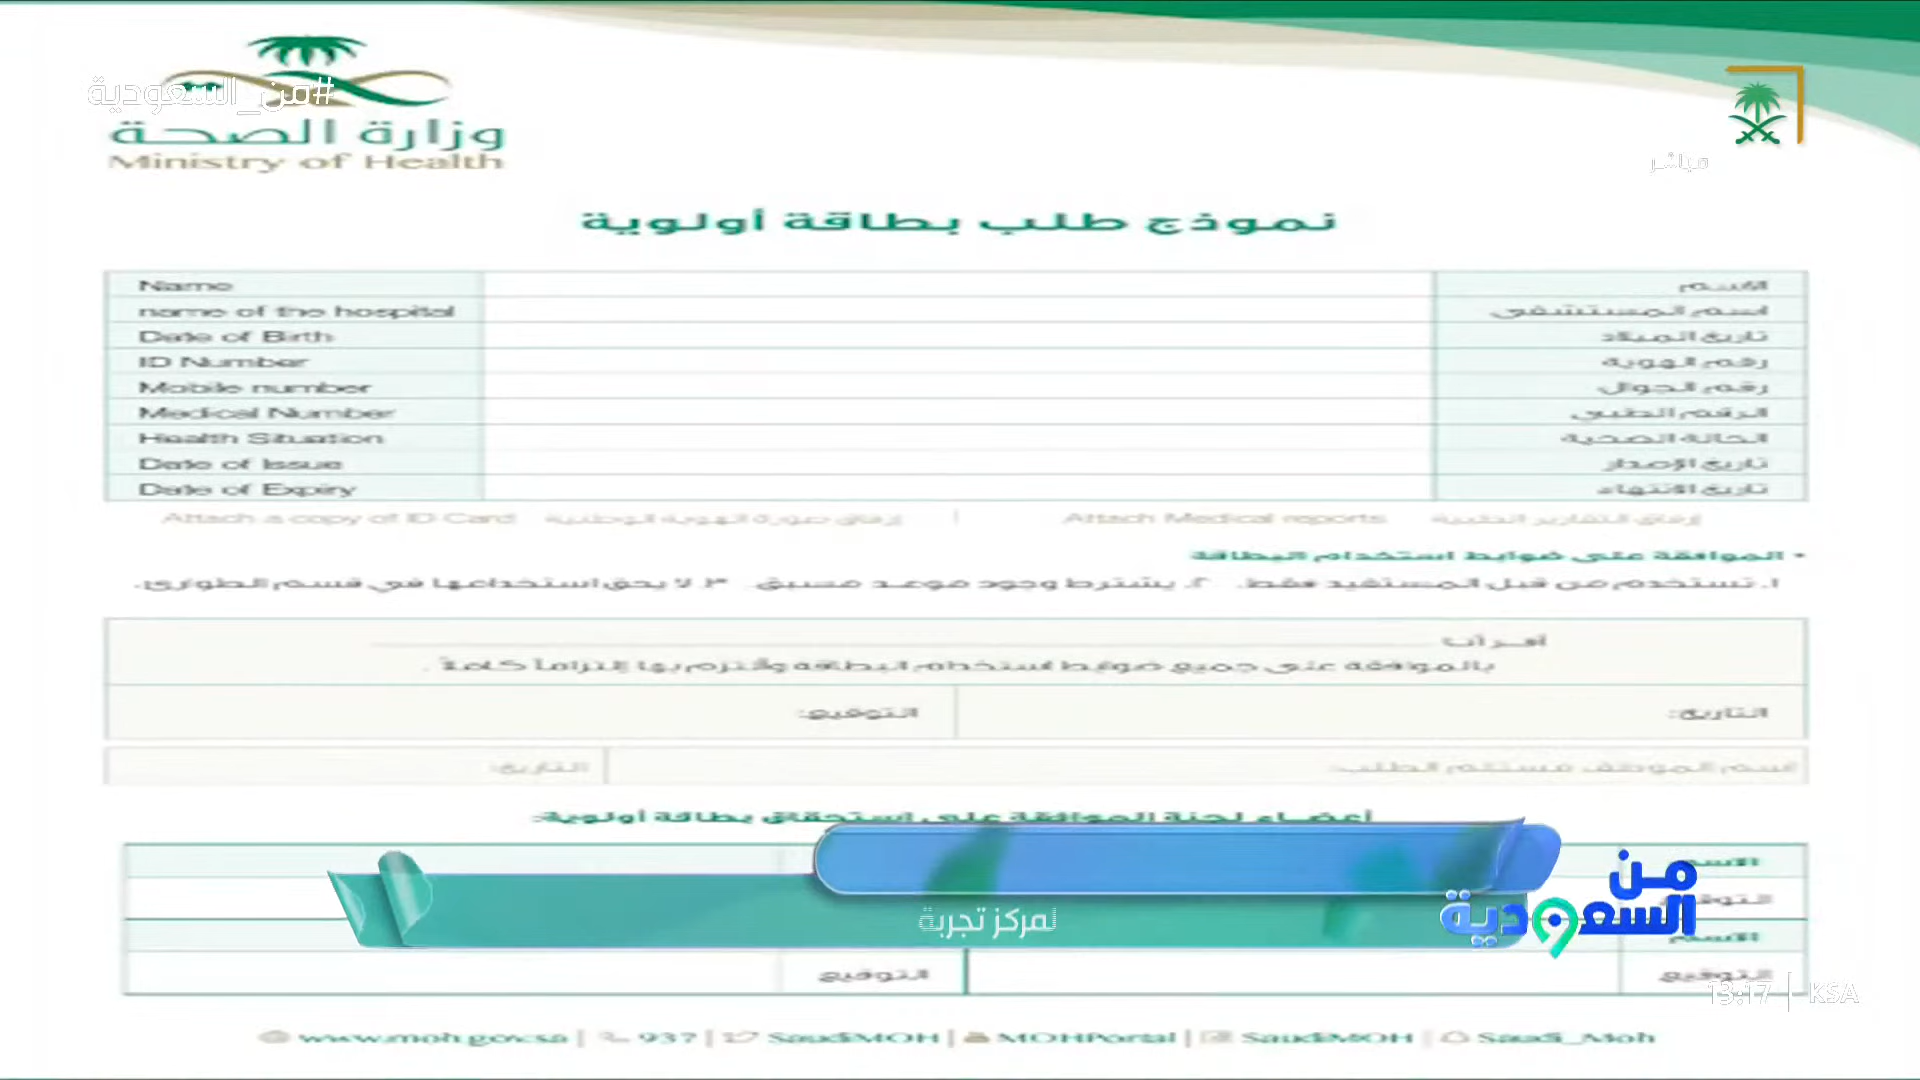 #من_السعودية
وزارة الصحة
Ministry of Health
مباشر
نموذج طلب بطاقة أولوية
Name الاسم
name of the hospital اسم المستشفى
Date of Birth تاريخ الميلاد
ID Number رقم الهوية
Mobile number رقم الجوال
Medical Number الرقم الطبي
Health Situation الحالة الصحية
Date of Issue تاريخ الإصدار
Date of Expiry تاريخ الانتهاء
Attach Medical reports إرفاق التقارير الطبية | Attach a copy of ID Card إرفاق صورة الهوية الوطنية
• الموافقة على ضوابط استخدام البطاقة
١. تستخدم من قبل المستفيد فقط. ٢. يشترط وجود موعد مسبق. ٣. لا يحق استخدامها في قسم الطوارئ.
أقر أنا
بالموافقة على جميع ضوابط استخدام البطاقة وألتزم بها إلتزاماً كاملاً.
التاريخ: التوقيع:
اسم الموظف مستلم الطلب: التاريخ:
أعضاء لجنة الموافقة على إستحقاق بطاقة أولوية:
الاسم
التوقيع
لمركز تجربة
من السعودية
الاسم
التوقيع التوقيع
13:17 | KSA
www.moh.gov.sa | 937 | SaudiMOH | MOHPortal | SaudiMOH | Saudi_Moh